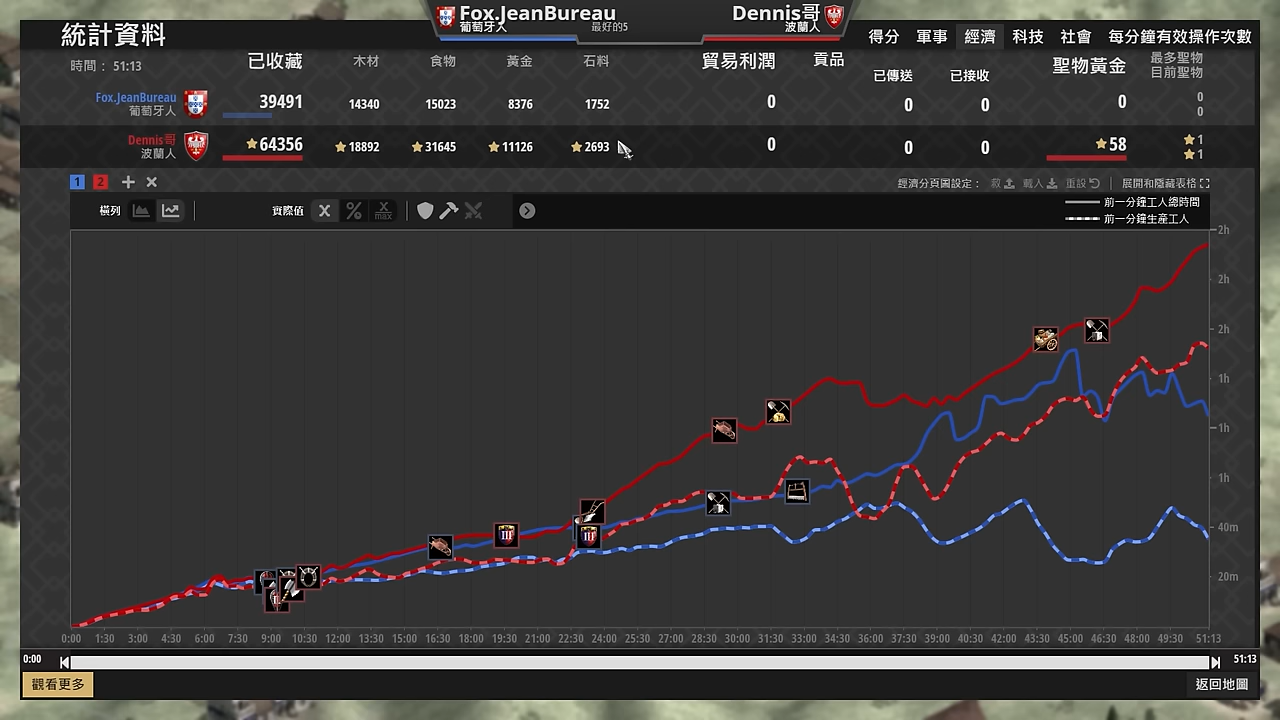 Fox.JeanBureau
葡萄牙人
最好的5
Dennis哥
波蘭人
統計資料
得分 軍事 經濟 科技 社會 每分鐘有效操作次數
時間： 51:13
已收藏 木材 食物 黃金 石料 貿易利潤 貢品 已傳送 已接收 聖物黃金 最多聖物 目前聖物
Fox.JeanBureau
葡萄牙人
39491 14340 15023 8376 1752 0 0 0 0 0 0
Dennis哥
波蘭人
64356 18892 31645 11126 2693 0 0 0 58 1 1
1 2
經濟分頁圖設定： 載入 重設 展開和隱藏表格
橫列 實際值 X % X max
前一分鐘工人總時間
前一分鐘生產工人
2h
2h
2h
1h
1h
1h
40m
20m
III
III
0:00 1:30 3:00 4:30 6:00 7:30 9:00 10:30 12:00 13:30 15:00 16:30 18:00 19:30 21:00 22:30 24:00 25:30 27:00 28:30 30:00 31:30 33:00 34:30 36:00 37:30 39:00 40:30 42:00 43:30 45:00 46:30 48:00 49:30 51:13
0:00 51:13
觀看更多 返回地圖